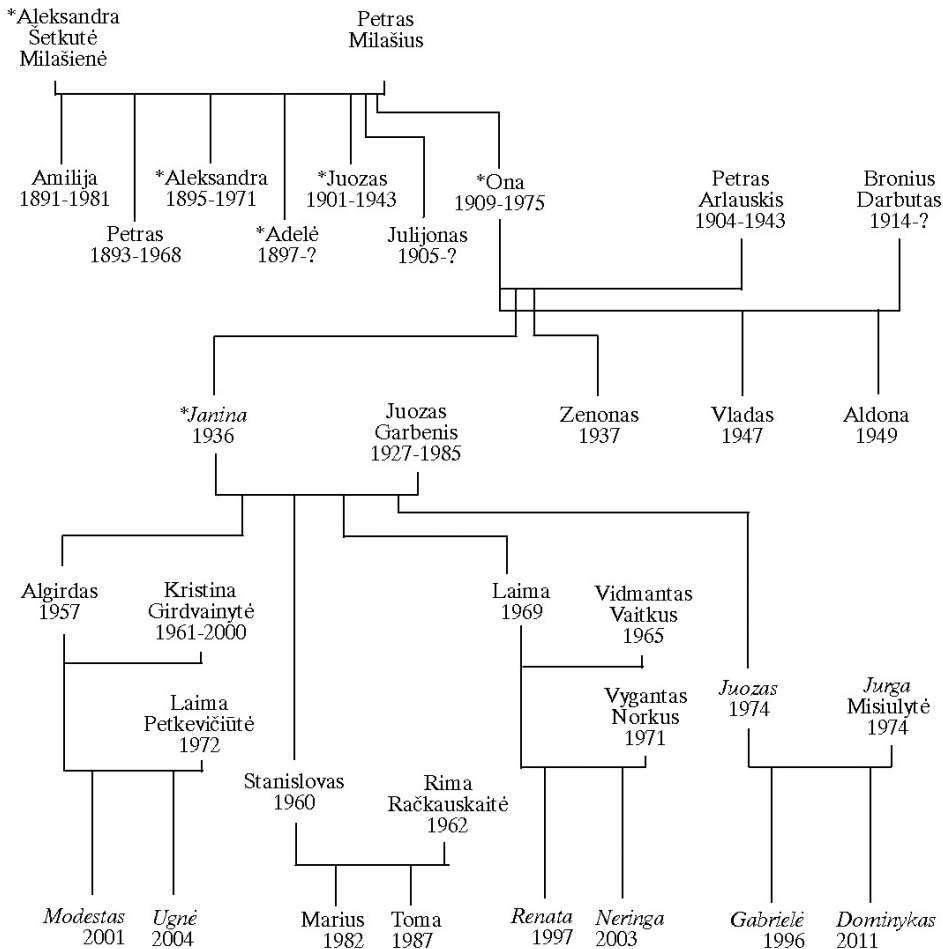 *Aleksandra
Šetkutė
Milašienė
Petras
Milašius
Amilija
1891-1981
Petras
1893-1968
*Aleksandra
1895-1971
*Adelė
1897-?
*Juozas
1901-1943
Julijonas
1905-?
*Ona
1909-1975
Petras
Arlauskis
1904-1943
Bronius
Darbutas
1914-?
*Janina
1936
Juozas
Garbenis
1927-1985
Zenonas
1937
Vladas
1947
Aldona
1949
Algirdas
1957
Kristina
Girdvainytė
1961-2000
Laima
Petkevičiūtė
1972
Stanislovas
1960
Rima
Račkauskaitė
1962
Laima
1969
Vidmantas
Vaitkus
1965
Vygantas
Norkus
1971
Juozas
1974
Jurga
Misiulytė
1974
Modestas
2001
Ugnė
2004
Marius
1982
Toma
1987
Renata
1997
Neringa
2003
Gabrielė
1996
Dominykas
2011